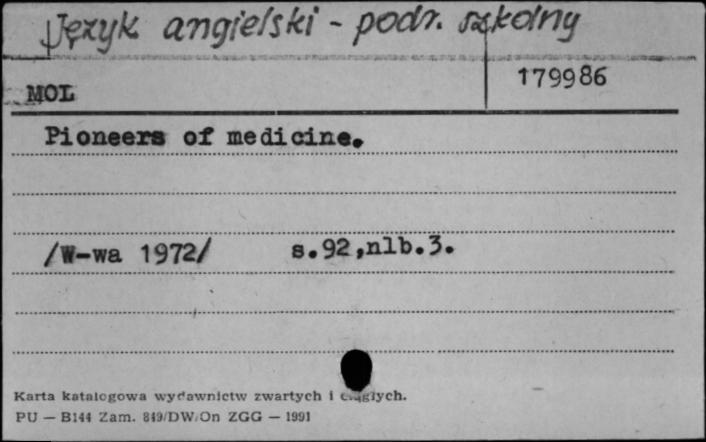 Język angielski - podr. szkolny
179986
MOL
Pioneers of medicine.
/W-wa 1972/ s.92,nlb.3.
Karta katalogowa wydawnictw zwartych i ciągłych.
PU — B144 Zam. 849/DW/On ZGG — 1991